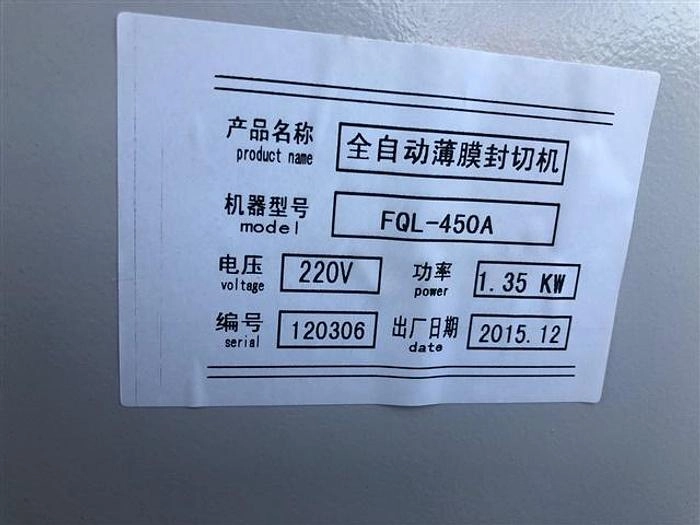 产品名称 全自动薄膜封切机
product name
机器型号 FQL-450A
model
电压 220V 功率 1.35 KW
voltage power
编号 120306 出厂日期 2015.12
serial date